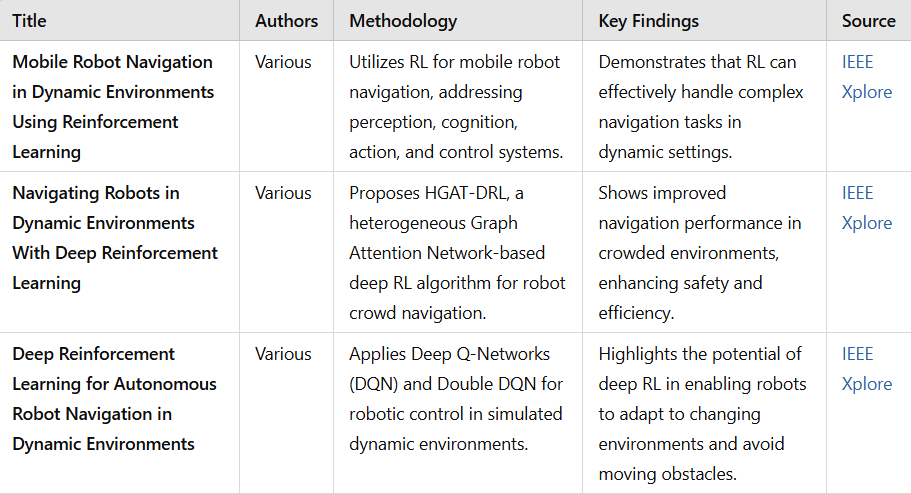 Title Authors Methodology Key Findings Source
Mobile Robot Navigation
in Dynamic Environments
Using Reinforcement
Learning
Various
Utilizes RL for mobile robot
navigation, addressing
perception, cognition,
action, and control systems.
Demonstrates that RL can
effectively handle complex
navigation tasks in
dynamic settings.
IEEE
Xplore
Navigating Robots in
Dynamic Environments
With Deep Reinforcement
Learning
Various
Proposes HGAT-DRL, a
heterogeneous Graph
Attention Network-based
deep RL algorithm for robot
crowd navigation.
Shows improved
navigation performance in
crowded environments,
enhancing safety and
efficiency.
IEEE
Xplore
Deep Reinforcement
Learning for Autonomous
Robot Navigation in
Dynamic Environments
Various
Applies Deep Q-Networks
(DQN) and Double DQN for
robotic control in simulated
dynamic environments.
Highlights the potential of
deep RL in enabling robots
to adapt to changing
environments and avoid
moving obstacles.
IEEE
Xplore